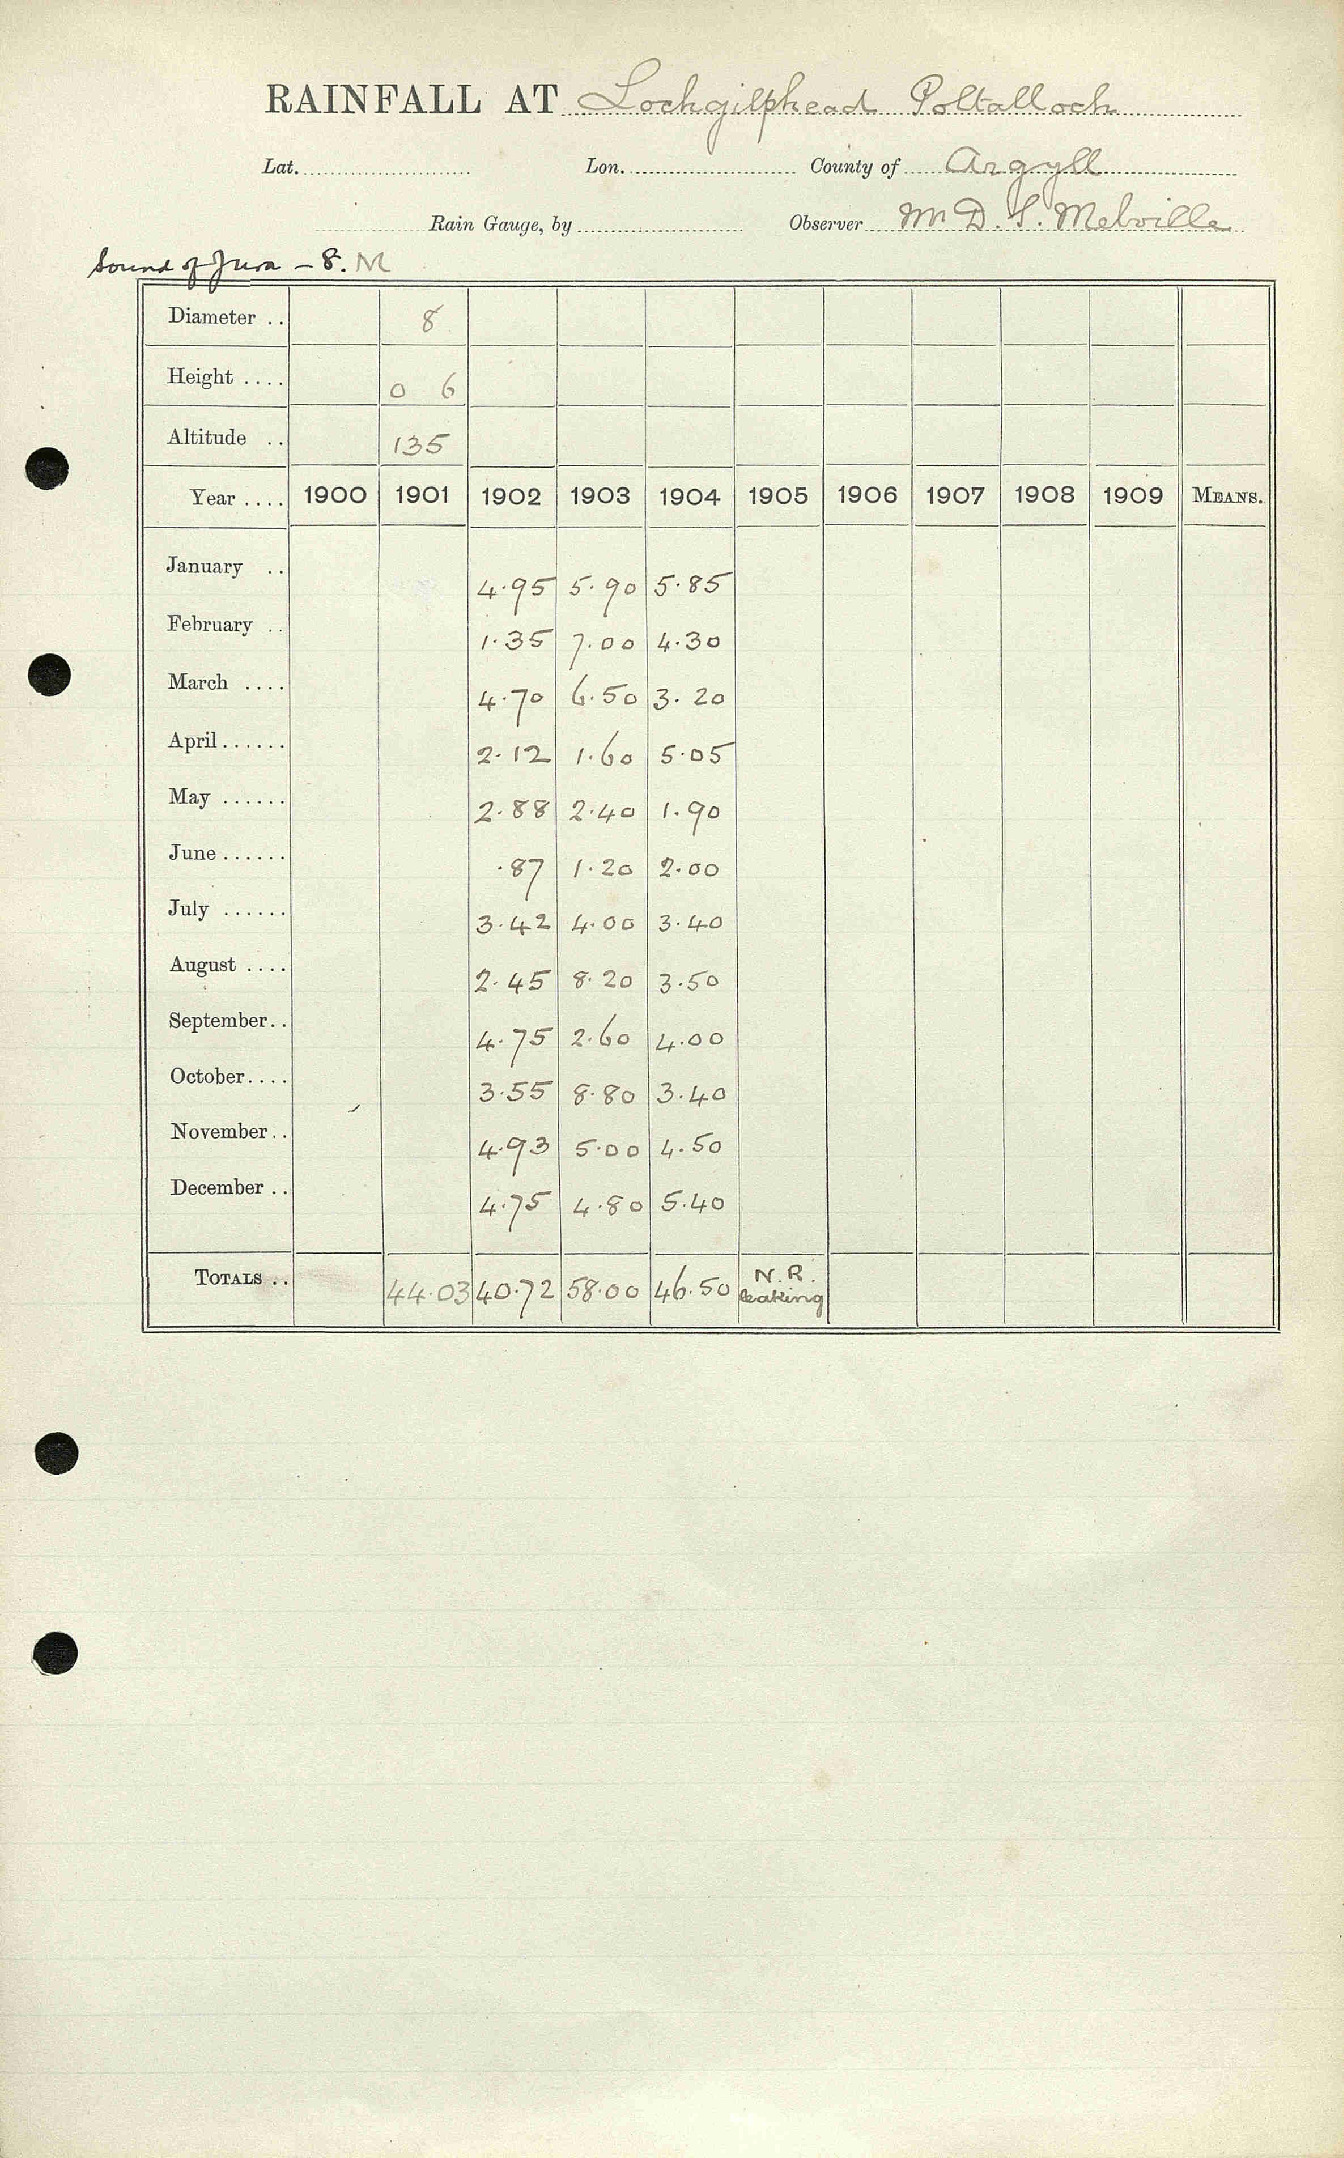 RAINFALL AT Lochgilphead Poltalloch
Lat. Lon. County of Argyll
Rain Gauge, by Observer Mr D. S. Melville
Sound of Jura – 8. M
Diameter .. 8
Height .... 0 6
Altitude .. 135
Year .... 1900 1901 1902 1903 1904 1905 1906 1907 1908 1909 MEANS.
January .. 4.95 5.90 5.85
February .. 1.35 7.00 4.30
March .... 4.70 6.50 3.20
April ...... 2.12 1.60 5.05
May ...... 2.88 2.40 1.90
June ...... .87 1.20 2.00
July ...... 3.42 4.00 3.40
August .... 2.45 8.20 3.50
September .. 4.75 2.60 4.00
October .... 3.55 8.80 3.40
November .. 4.93 5.00 4.50
December .. 4.75 4.80 5.40
TOTALS .. 44.03 40.72 58.00 46.50 N.R. leaking